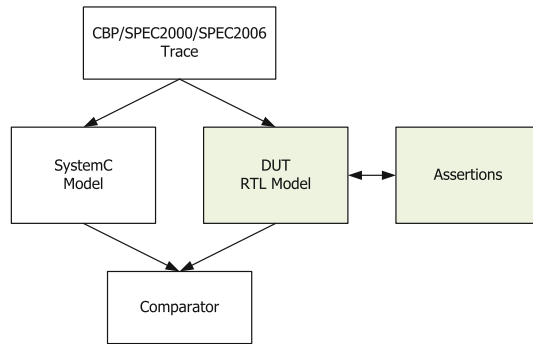 CBP/SPEC2000/SPEC2006
Trace
SystemC
Model
DUT
RTL Model
Assertions
Comparator